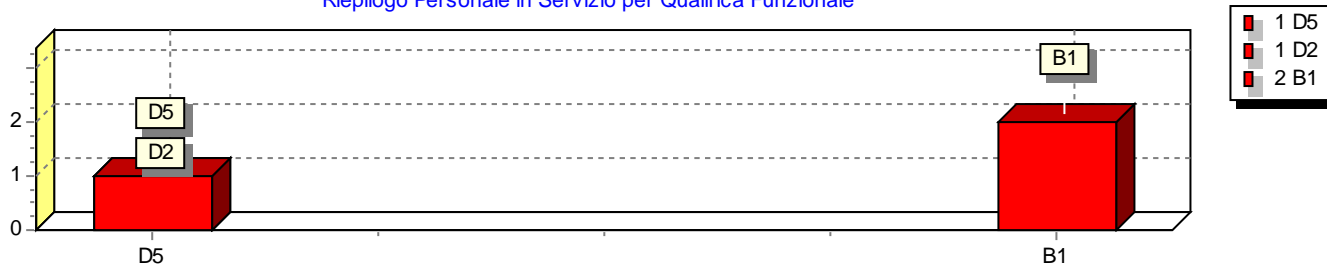 Riepilogo Personale in Servizio per Qualifica Funzionale
1 D5
1 D2
2 B1
B1
D5
D2
2
1
0
D5
B1